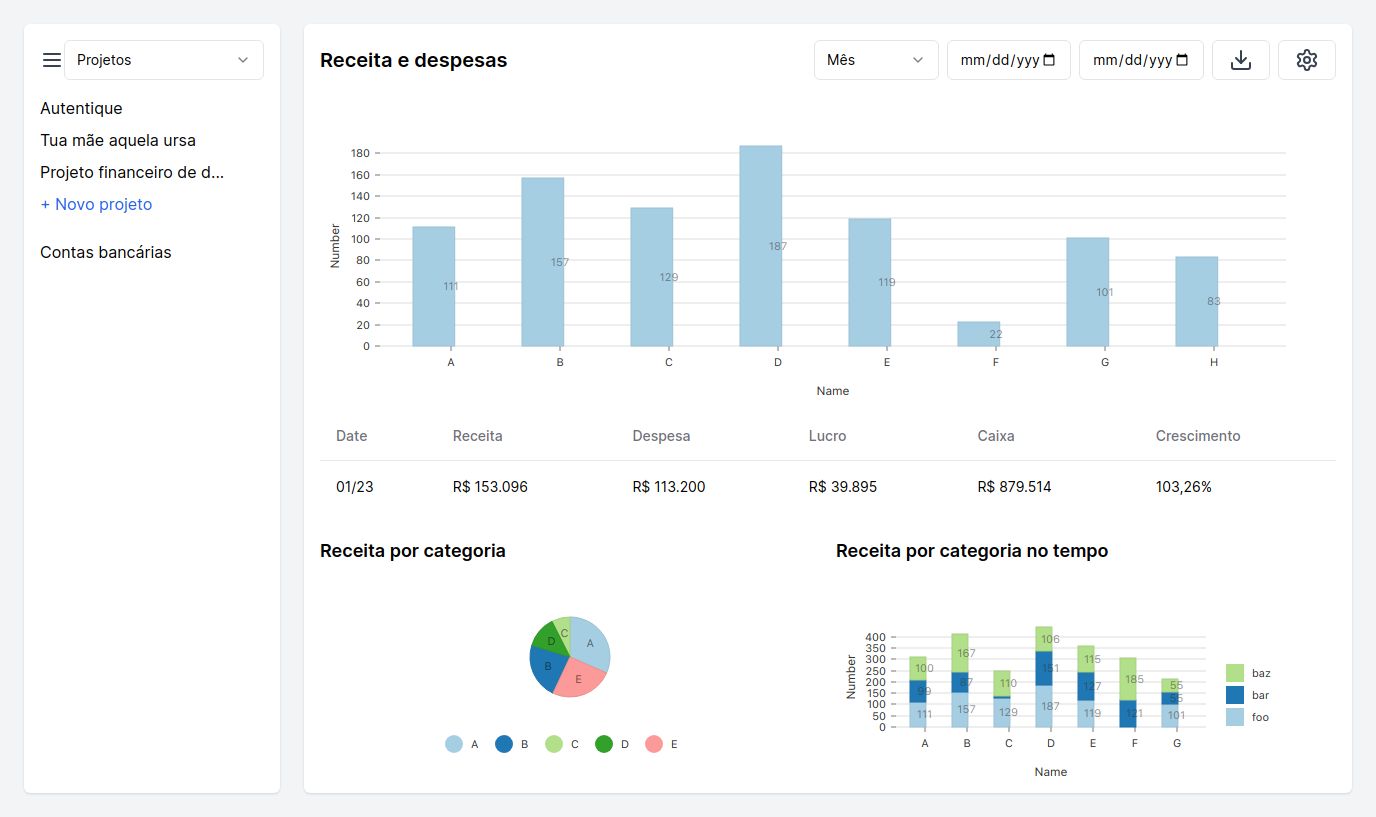 Projetos
Autentique
Tua mãe aquela ursa
Projeto financeiro de d...
+ Novo projeto
Contas bancárias
Receita e despesas
Mês
mm/dd/yyy
mm/dd/yyy
180
160
140
120
100
80
60
40
20
0
Number
111
157
129
187
119
22
101
83
A B C D E F G H
Name
Date Receita Despesa Lucro Caixa Crescimento
01/23 R$ 153.096 R$ 113.200 R$ 39.895 R$ 879.514 103,26%
Receita por categoria
C
D
A
B
E
A B C D E
Receita por categoria no tempo
400
350
300
250
200
150
100
50
0
Number
100 167 110 106 115 185 55
99 87 151 127 121 55
111 157 129 187 119 101
A B C D E F G
Name
baz
bar
foo